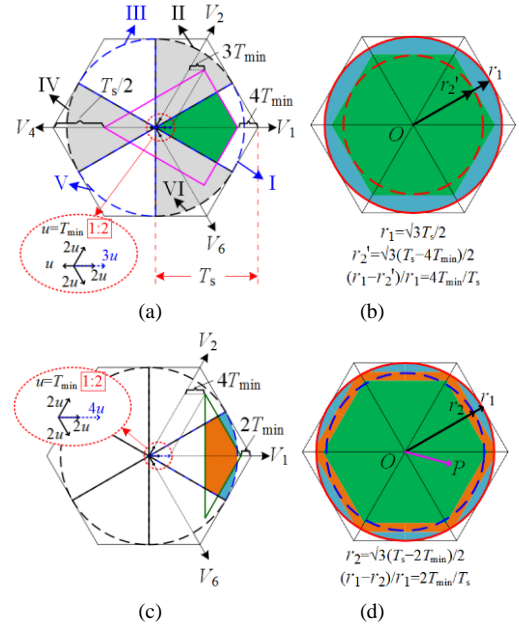 III
II
V₂
3Tmin
IV
Tₛ/2
4Tmin
V₄
V₁
V
VI
I
u=Tmin 1:2
2u
3u
u
2u
2u
V₆
Tₛ
(a)
r₂'
r₁
O
r₁=√3Tₛ/2
r₂'=√3(Tₛ−4Tmin)/2
(r₁−r₂')/r₁=4Tmin/Tₛ
(b)
V₂
u=Tmin 1:2
4Tmin
2u
4u
2u
2u
2Tmin
V₁
V₆
(c)
r₂
r₁
O
P
r₂=√3(Tₛ−2Tmin)/2
(r₁−r₂)/r₁=2Tmin/Tₛ
(d)